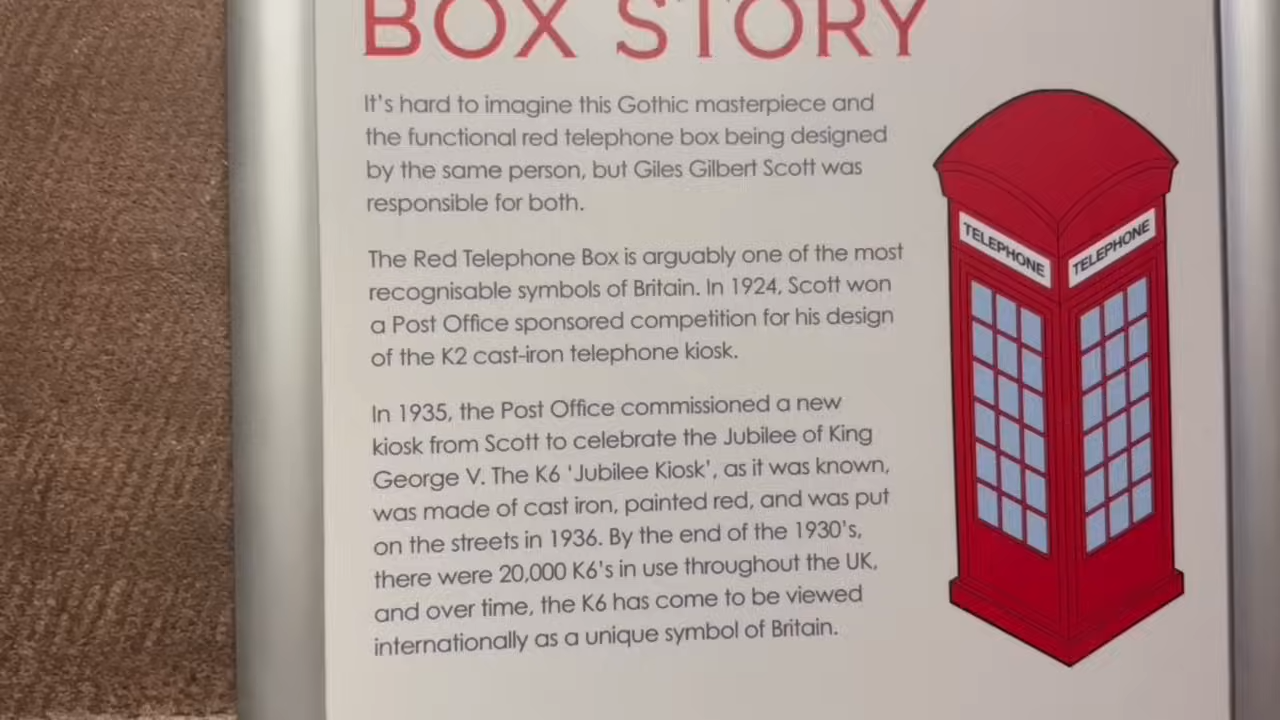 BOX STORY
It's hard to imagine this Gothic masterpiece and
the functional red telephone box being designed
by the same person, but Giles Gilbert Scott was
responsible for both.
The Red Telephone Box is arguably one of the most
recognisable symbols of Britain. In 1924, Scott won
a Post Office sponsored competition for his design
of the K2 cast-iron telephone kiosk.
In 1935, the Post Office commissioned a new
kiosk from Scott to celebrate the Jubilee of King
George V. The K6 'Jubilee Kiosk', as it was known,
was made of cast iron, painted red, and was put
on the streets in 1936. By the end of the 1930's,
there were 20,000 K6's in use throughout the UK,
and over time, the K6 has come to be viewed
internationally as a unique symbol of Britain.
TELEPHONE
TELEPHONE